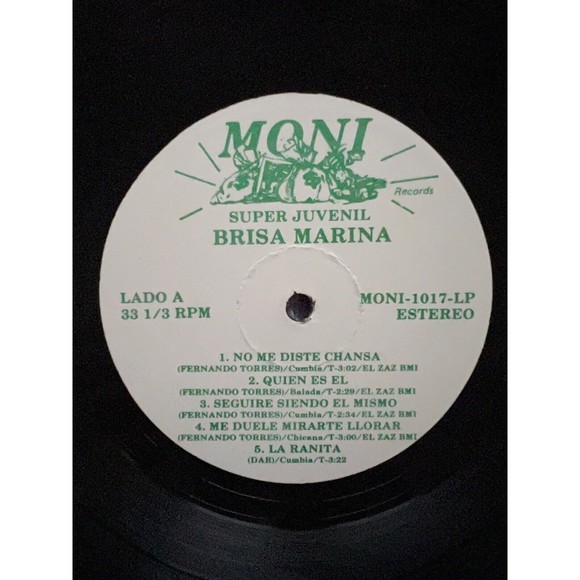 MONI
Records
SUPER JUVENIL
BRISA MARINA
LADO A
33 1/3 RPM
MONI-1017-LP
ESTEREO
1. NO ME DISTE CHANSA
(FERNANDO TORRES)/Cumbia/T-3:02/EL ZAZ BMI
2. QUIEN ES EL
(FERNANDO TORRES)/Balada/T-2:29/EL ZAZ BMI
3. SEGUIRE SIENDO EL MISMO
(FERNANDO TORRES)/Cumbia/T-2:34/EL ZAZ BMI
4. ME DUELE MIRARTE LLORAR
(FERNANDO TORRES)/Chicana/T-3:00/EL ZAZ BMI
5. LA RANITA
(DAR)/Cumbia/T-3:22